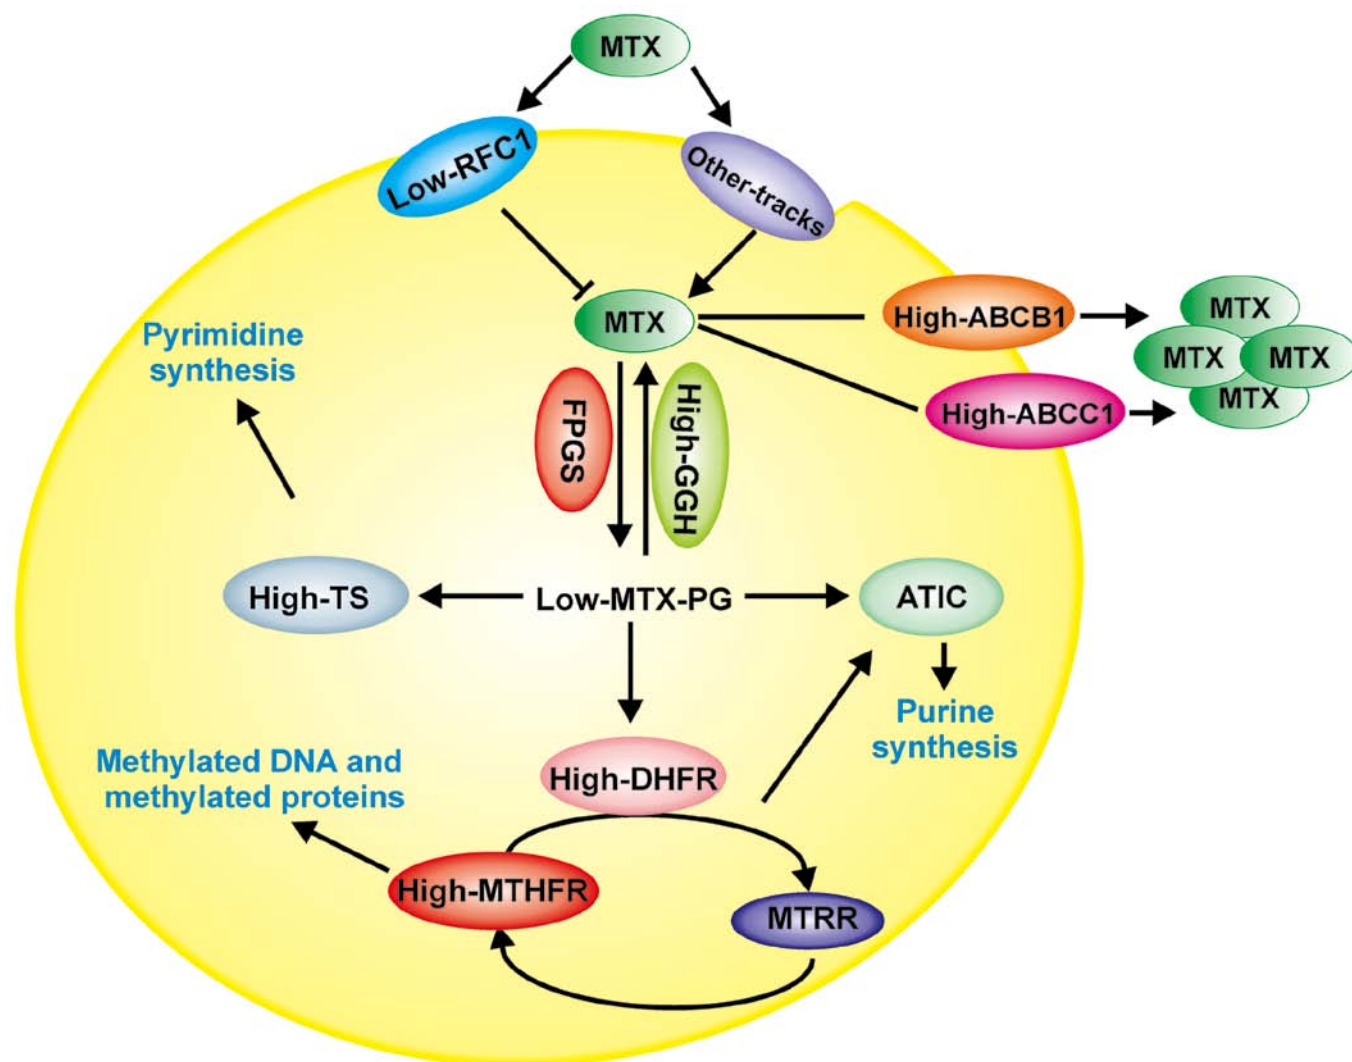 MTX
Low-RFC1
Other-tracks
MTX
High-ABCB1
MTX
MTX
MTX
MTX
High-ABCC1
Pyrimidine
synthesis
FPGS
High-GGH
High-TS
Low-MTX-PG
ATIC
Purine
synthesis
Methylated DNA and
methylated proteins
High-DHFR
High-MTHFR
MTRR